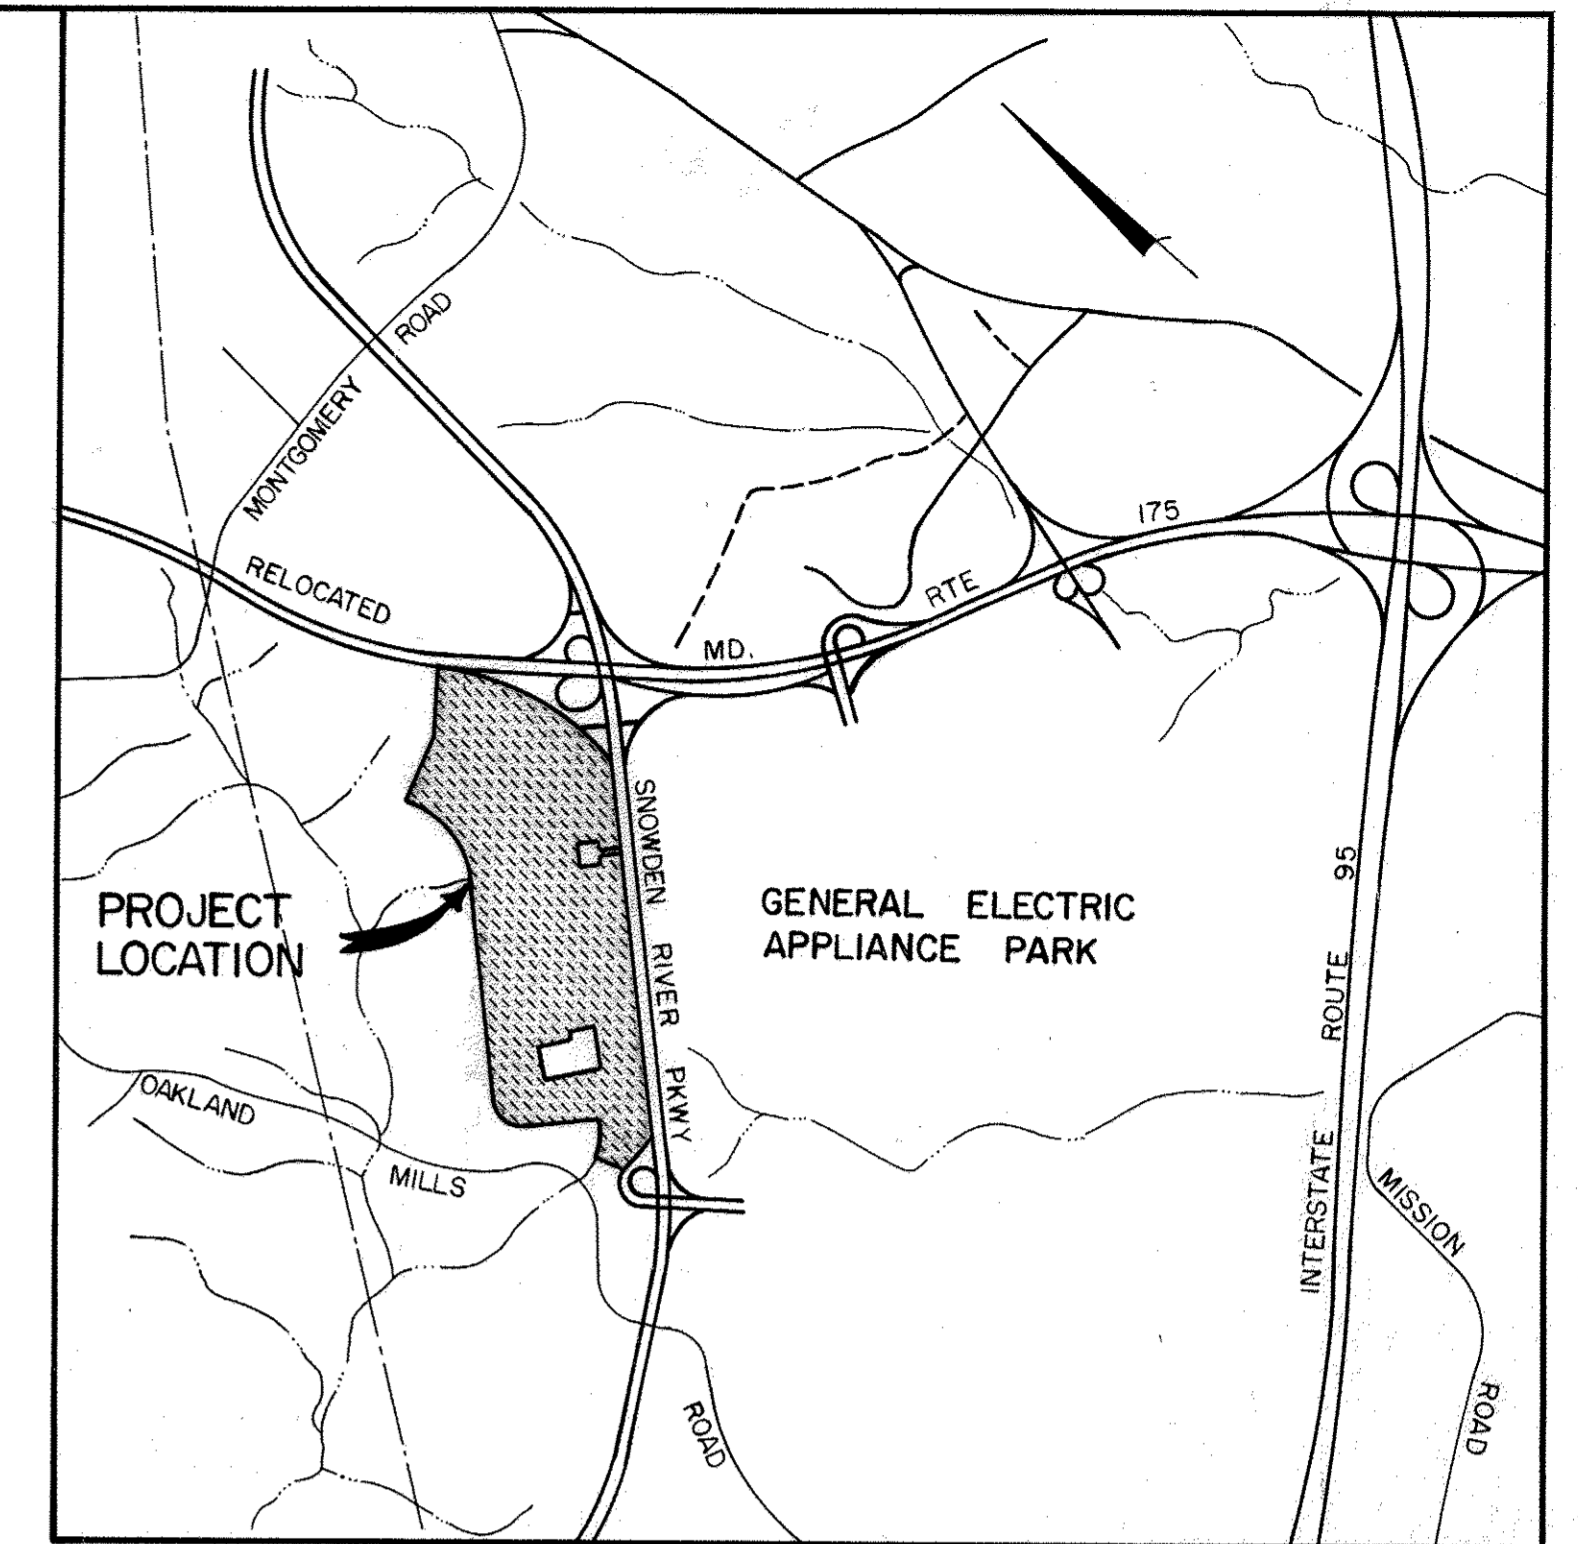 MONTGOMERY ROAD
RELOCATED MD. RTE 175
SNOWDEN RIVER PKWY
PROJECT
LOCATION
GENERAL ELECTRIC
APPLIANCE PARK
INTERSTATE ROUTE 95
OAKLAND MILLS ROAD
MISSION ROAD